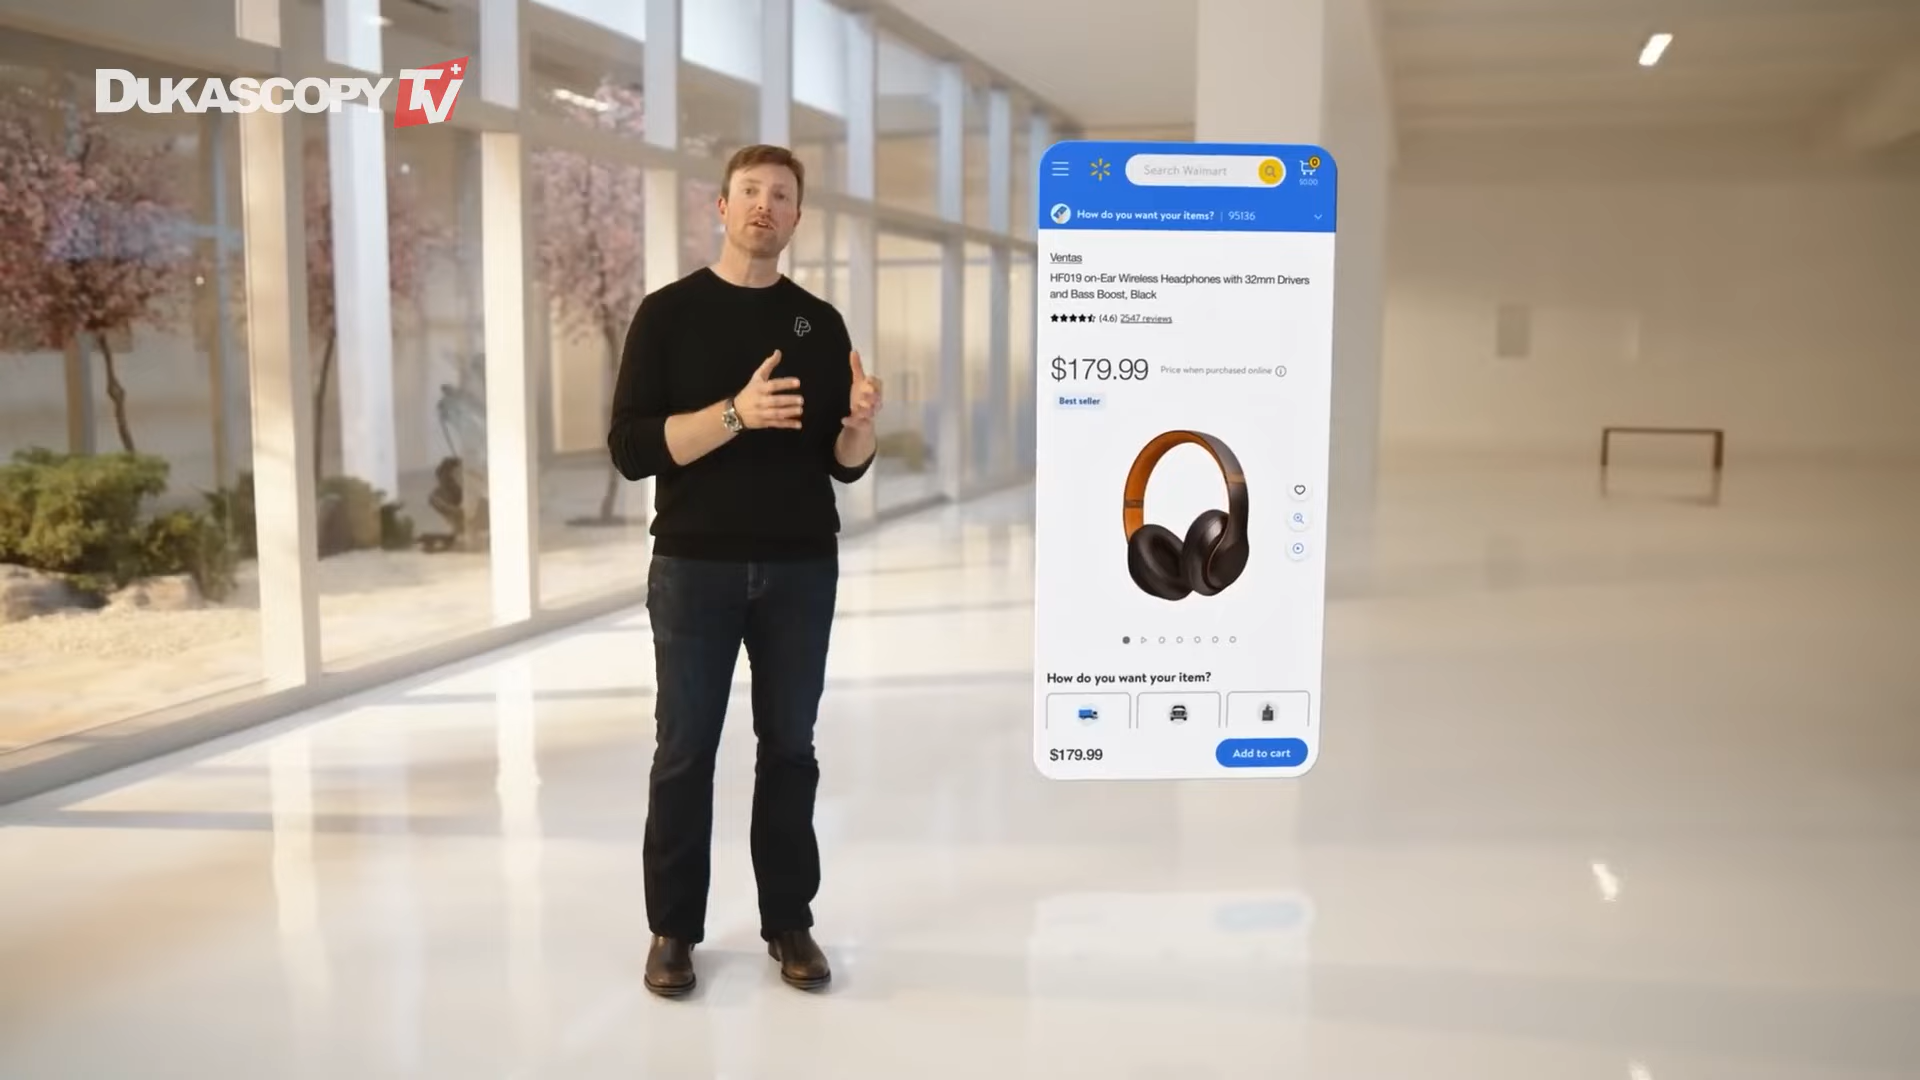 DUKASCOPY TV
Search Walmart
0
$0.00
How do you want your items? | 95136
Ventas
HF019 on-Ear Wireless Headphones with 32mm Drivers
and Bass Boost, Black
(4.6) 2547 reviews
$179.99 Price when purchased online
Best seller
How do you want your item?
$179.99 Add to cart